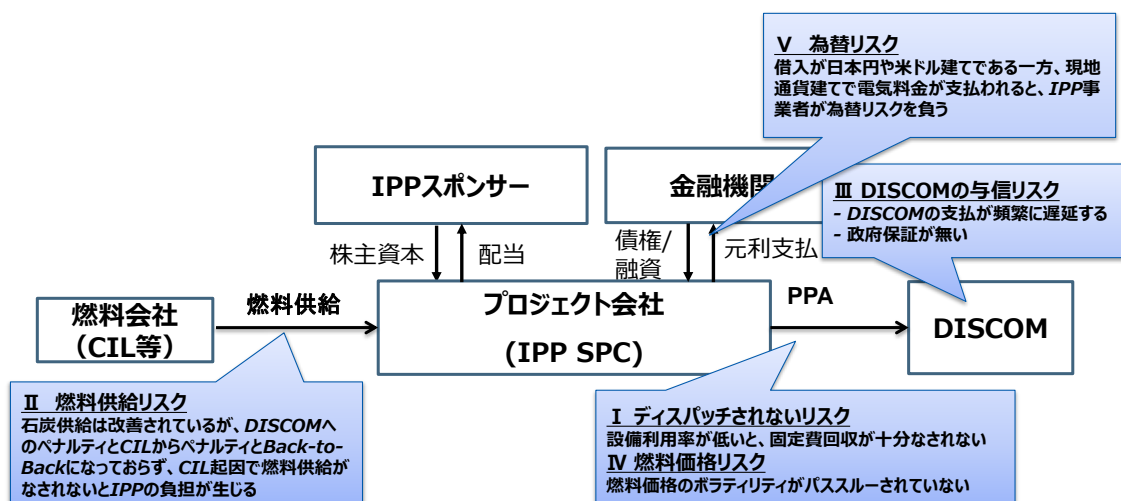 Ⅴ 為替リスク
借入が日本円や米ドル建てである一方、現地
通貨建てで電気料金が支払われると、IPP事
業者が為替リスクを負う
IPPスポンサー
金融機関
Ⅲ DISCOMの与信リスク
- DISCOMの支払が頻繁に遅延する
- 政府保証が無い
株主資本
配当
債権/
融資
元利支払
燃料会社
（CIL等）
燃料供給
プロジェクト会社
(IPP SPC)
PPA
DISCOM
Ⅱ 燃料供給リスク
石炭供給は改善されているが、DISCOMへ
のペナルティとCILからペナルティとBack-to-
Backになっておらず、CIL起因で燃料供給が
なされないとIPPの負担が生じる
Ⅰ ディスパッチされないリスク
設備利用率が低いと、固定費回収が十分なされない
Ⅳ 燃料価格リスク
燃料価格のボラティリティがパススルーされていない